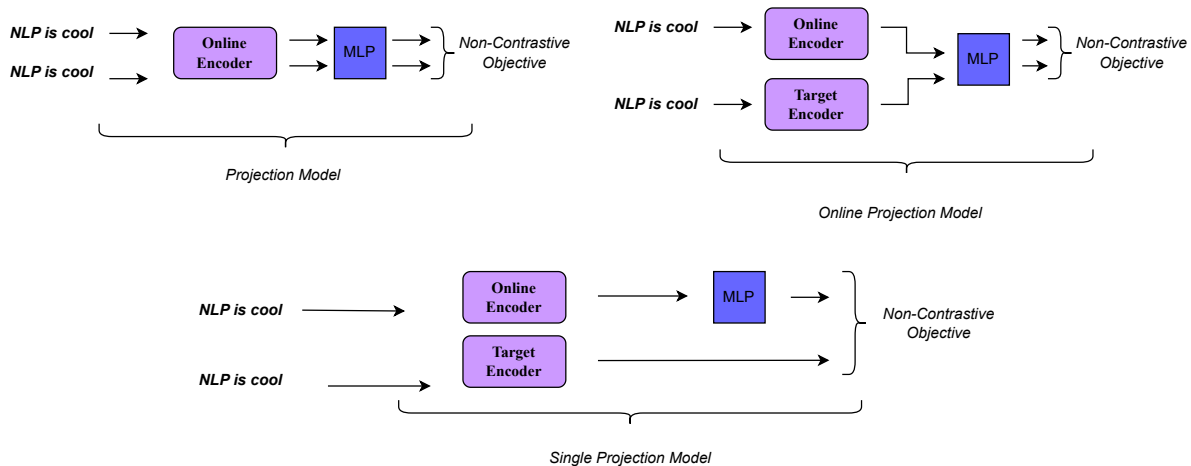 NLP is cool
NLP is cool
Online
Encoder
MLP
Non-Contrastive
Objective
Projection Model
NLP is cool
NLP is cool
Online
Encoder
Target
Encoder
MLP
Non-Contrastive
Objective
Online Projection Model
NLP is cool
NLP is cool
Online
Encoder
Target
Encoder
MLP
Non-Contrastive
Objective
Single Projection Model